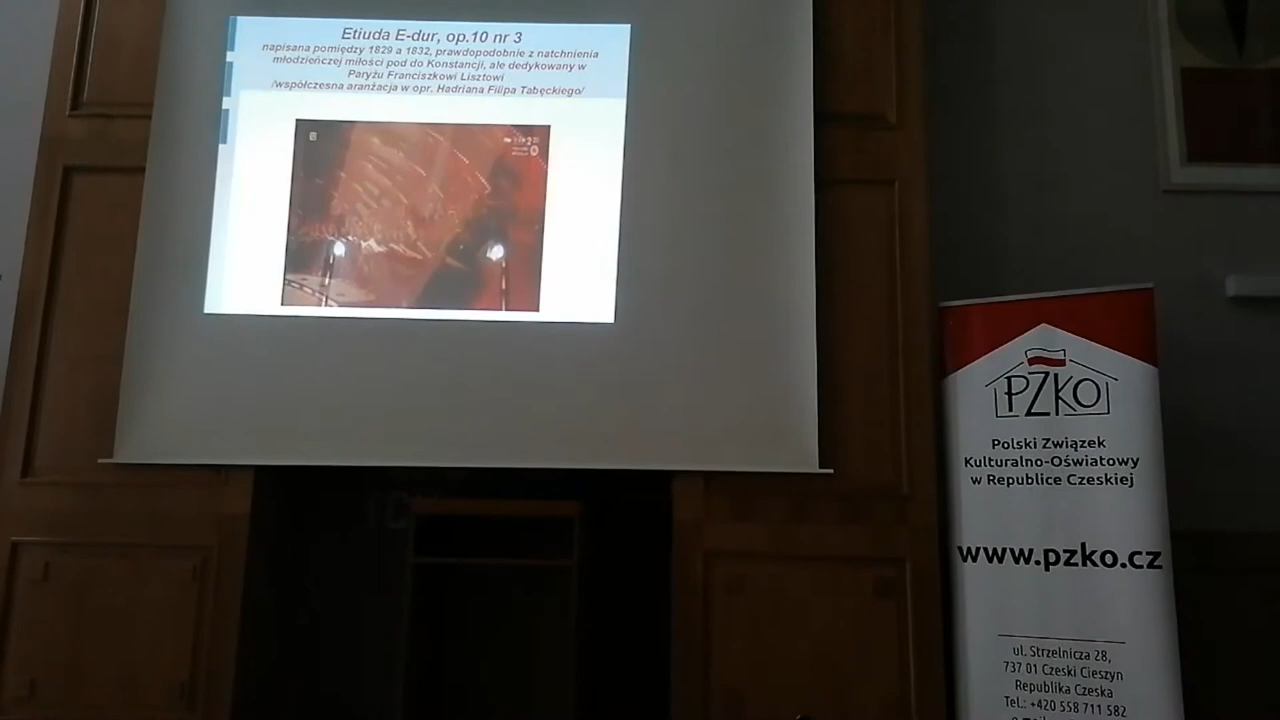 Etiuda E-dur, op.10 nr 3
napisana pomiędzy 1829 a 1832, prawdopodobnie z natchnienia
młodzieńczej miłości pod do Konstancji, ale dedykowany w
Paryżu Franciszkowi Lisztowi
/współczesna aranżacja w opr. Hadriana Filipa Tabęckiego/
PZKO
Polski Związek
Kulturalno-Oświatowy
w Republice Czeskiej
www.pzko.cz
ul. Strzelnicza 28,
737 01 Czeski Cieszyn
Republika Czeska
Tel.: +420 558 711 582